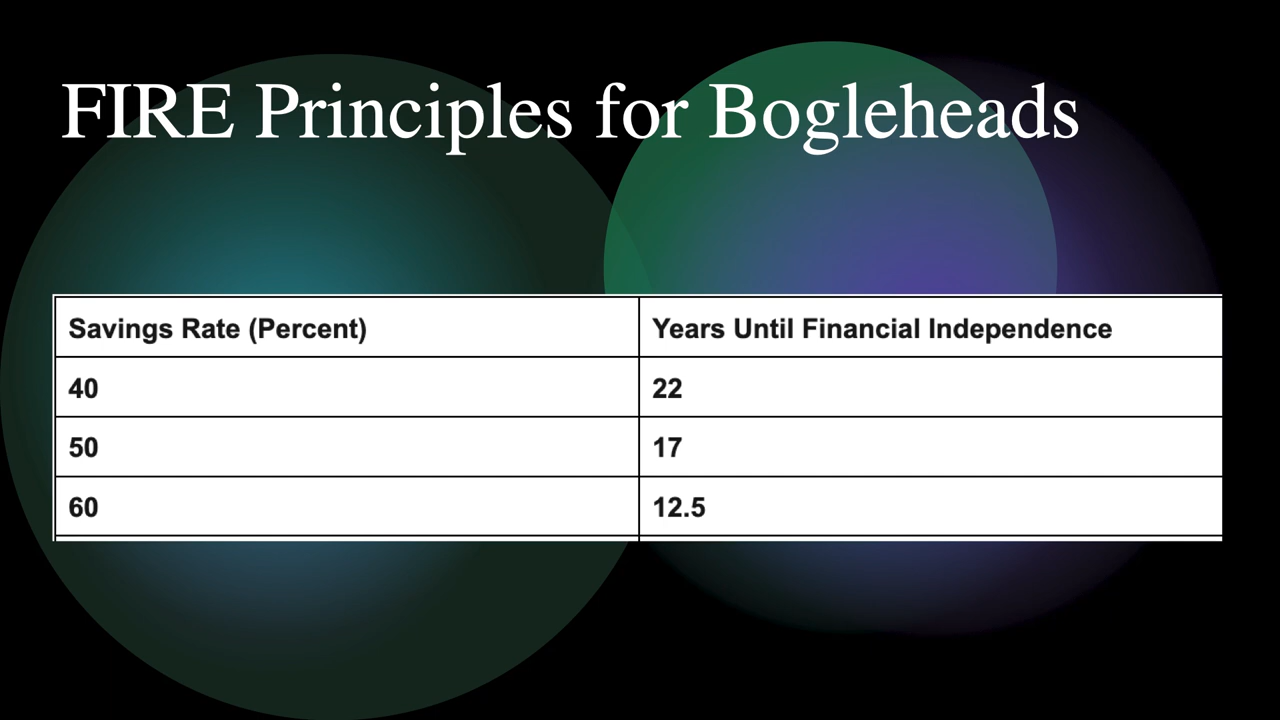 FIRE Principles for Bogleheads
Savings Rate (Percent) Years Until Financial Independence
40 22
50 17
60 12.5